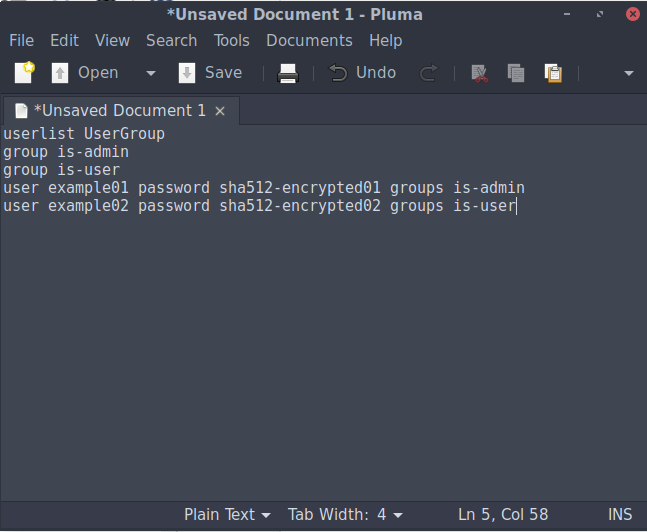 *Unsaved Document 1 - Pluma
File Edit View Search Tools Documents Help
Open Save Undo
*Unsaved Document 1
userlist UserGroup
group is-admin
group is-user
user example01 password sha512-encrypted01 groups is-admin
user example02 password sha512-encrypted02 groups is-user
Plain Text Tab Width: 4 Ln 5, Col 58 INS